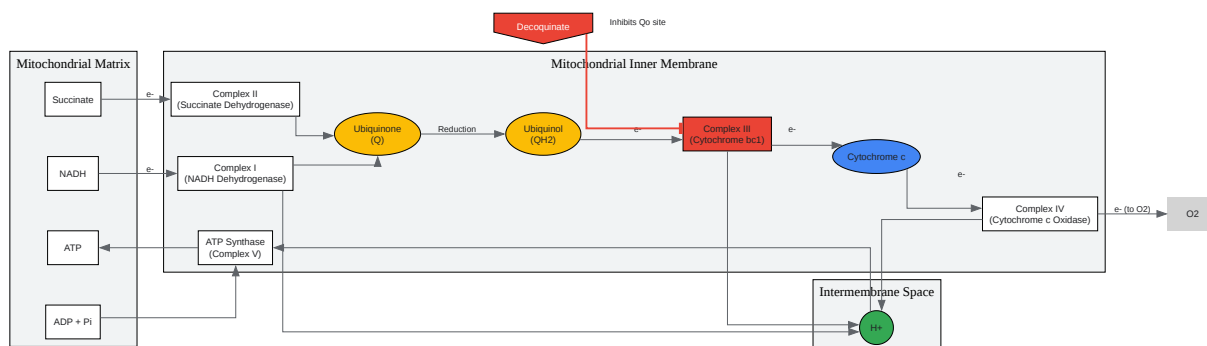 Decoquinate
Inhibits Qo site
Mitochondrial Matrix
Mitochondrial Inner Membrane
Succinate
e-
Complex II
(Succinate Dehydrogenase)
Ubiquinone
(Q)
Reduction
Ubiquinol
(QH2)
e-
Complex III
(Cytochrome bc1)
e-
Cytochrome c
NADH
e-
Complex I
(NADH Dehydrogenase)
e-
Complex IV
(Cytochrome c Oxidase)
e- (to O2)
O2
ATP
ATP Synthase
(Complex V)
Intermembrane Space
ADP + Pi
H+